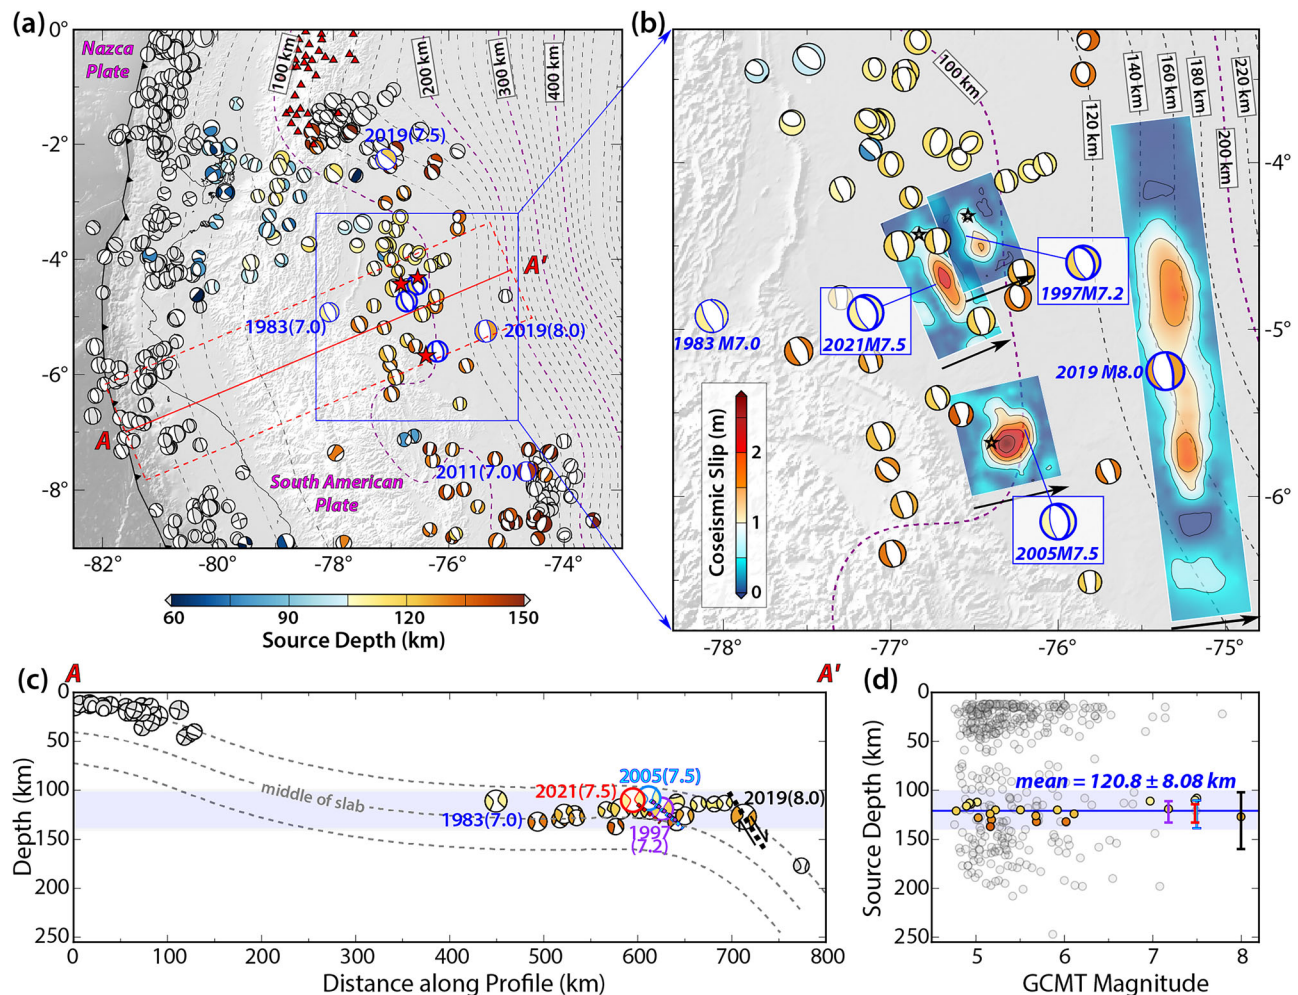 (a)
Nazca
Plate
0°
-2°
-4°
-6°
-8°
-82
-80
-78
-76
-74
100 km
200 km
300 km
400 km
2019(7.5)
1983(7.0)
2019(8.0)
2011(7.0)
A
A'
South American
Plate
60
90
120
150
Source Depth (km)
(b)
100 km
120 km
140 km
160 km
180 km
200 km
220 km
-4°
-5°
-6°
-78°
-77°
-76°
-75°
1983 M7.0
2021M7.5
1997M7.2
2019 M8.0
2005M7.5
Coseismic Slip (m)
2
1
0
(c)
A
A'
0
50
100
150
200
250
Depth (km)
0
100
200
300
400
500
600
700
800
Distance along Profile (km)
middle of slab
1983(7.0)
2021(7.5)
2005(7.5)
1997
(7.2)
2019(8.0)
(d)
0
50
100
150
200
250
Source Depth (km)
mean = 120.8 ± 8.08 km
5
6
7
8
GCMT Magnitude